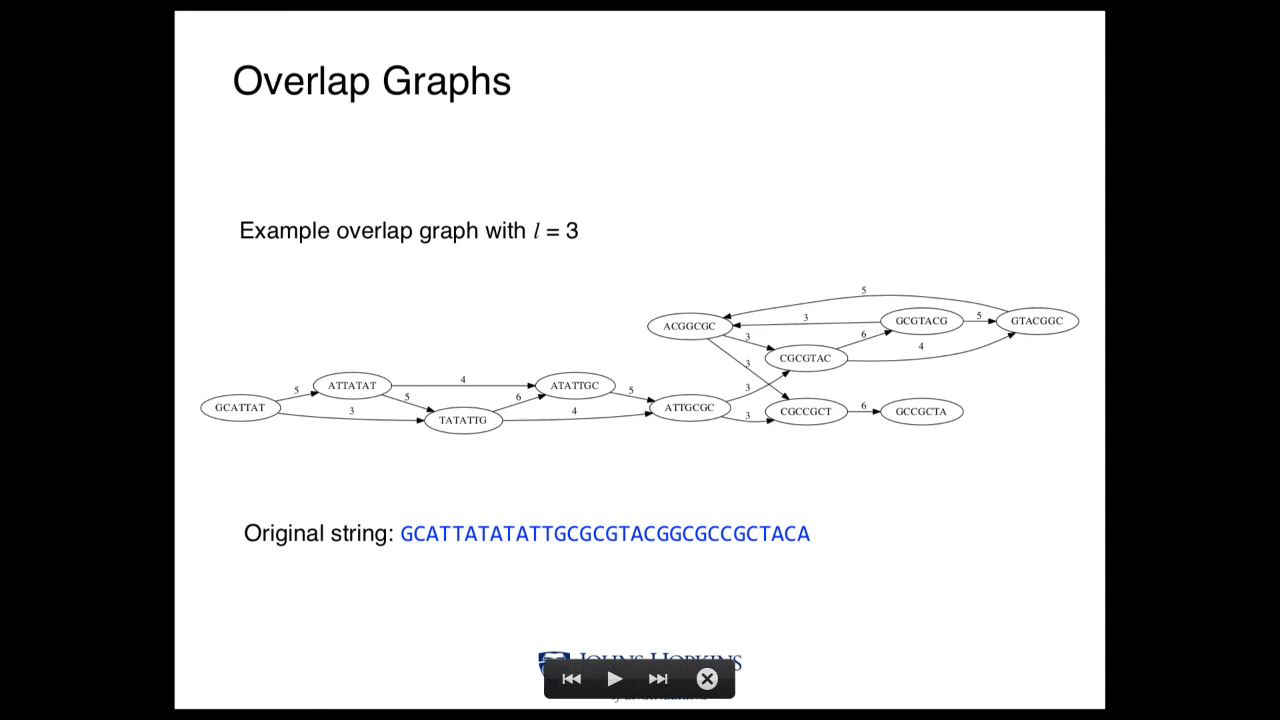 Overlap Graphs
Example overlap graph with l = 3
5
ACGGCGC
3
GCGTACG
5
GTACGGC
3
6
4
CGCGTAC
3
ATTATAT
4
ATATTGC
5
5
5
6
3
GCATTAT
3
TATATTG
4
ATTGCGC
3
CGCCGCT
6
GCCGCTA
Original string: GCATTATATATTGCGCGTACGGCGCCGCTACA
JOHNS HOPKINS